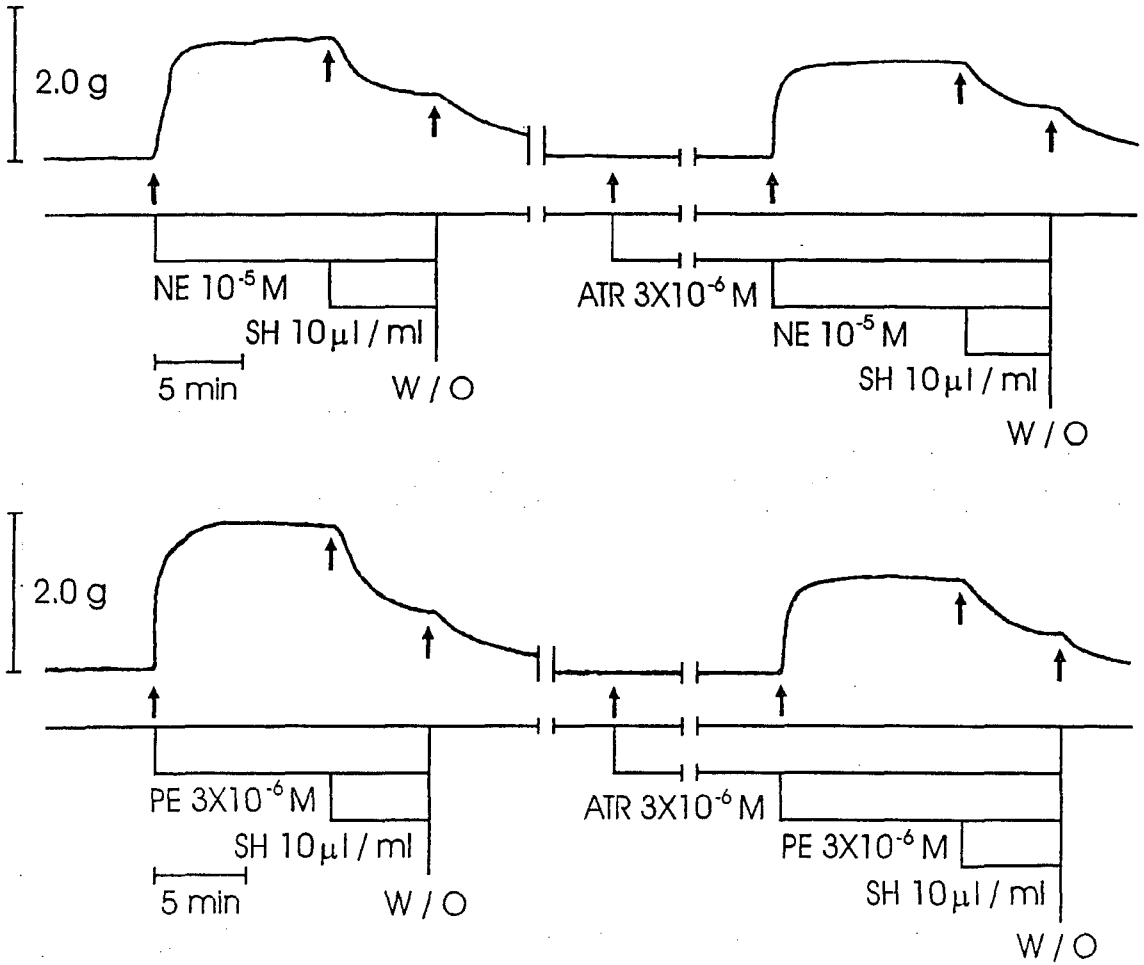 2.0 g
NE 10⁻⁵ M
ATR 3X10⁻⁶ M
SH 10 µl / ml
NE 10⁻⁵ M
5 min
W / O
SH 10 µl / ml
W / O
2.0 g
PE 3X10⁻⁶ M
ATR 3X10⁻⁶ M
SH 10 µl / ml
PE 3X10⁻⁶ M
5 min
W / O
SH 10 µl / ml
W / O